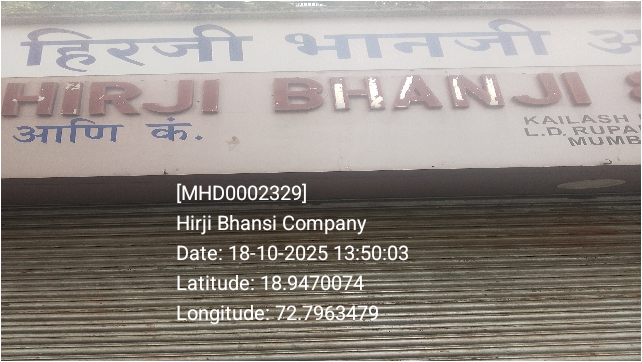 हिरजी भानजी
HIRJI BHANJI &
आणि कं.
KAILASH
L.D. RUPA
MUMB
[MHD0002329]
Hirji Bhansi Company
Date: 18-10-2025 13:50:03
Latitude: 18.9470074
Longitude: 72.7963479